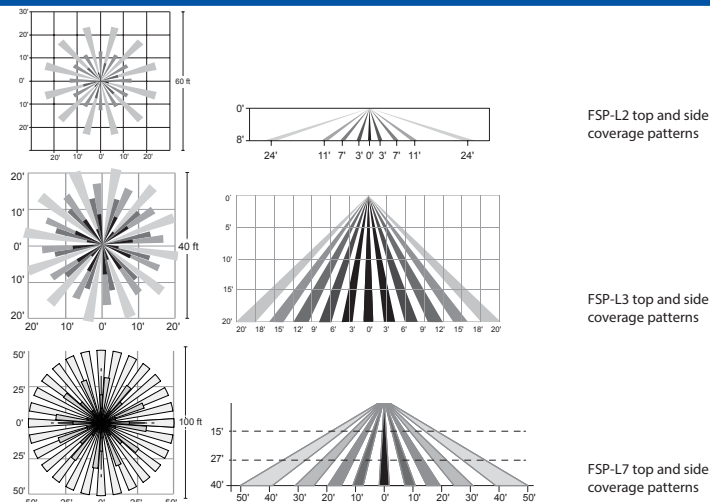 30'
20'
10'
0'
10'
20'
20' 10' 0' 10' 20'
60 ft
0'
8'
24' 11' 7' 3' 0' 3' 7' 11' 24'
FSP-L2 top and side
coverage patterns
20'
10'
0'
10'
20'
20' 10' 0' 10' 20'
40 ft
0'
5'
10'
15'
20'
20' 18' 15' 12' 9' 6' 3' 0' 3' 6' 9' 12' 15' 18' 20'
FSP-L3 top and side
coverage patterns
50'
25'
0'
25'
50'
50' 25' 0' 25' 50'
100 ft
15'
27'
40'
50' 40' 30' 20' 10' 0' 10' 20' 30' 40' 50'
FSP-L7 top and side
coverage patterns